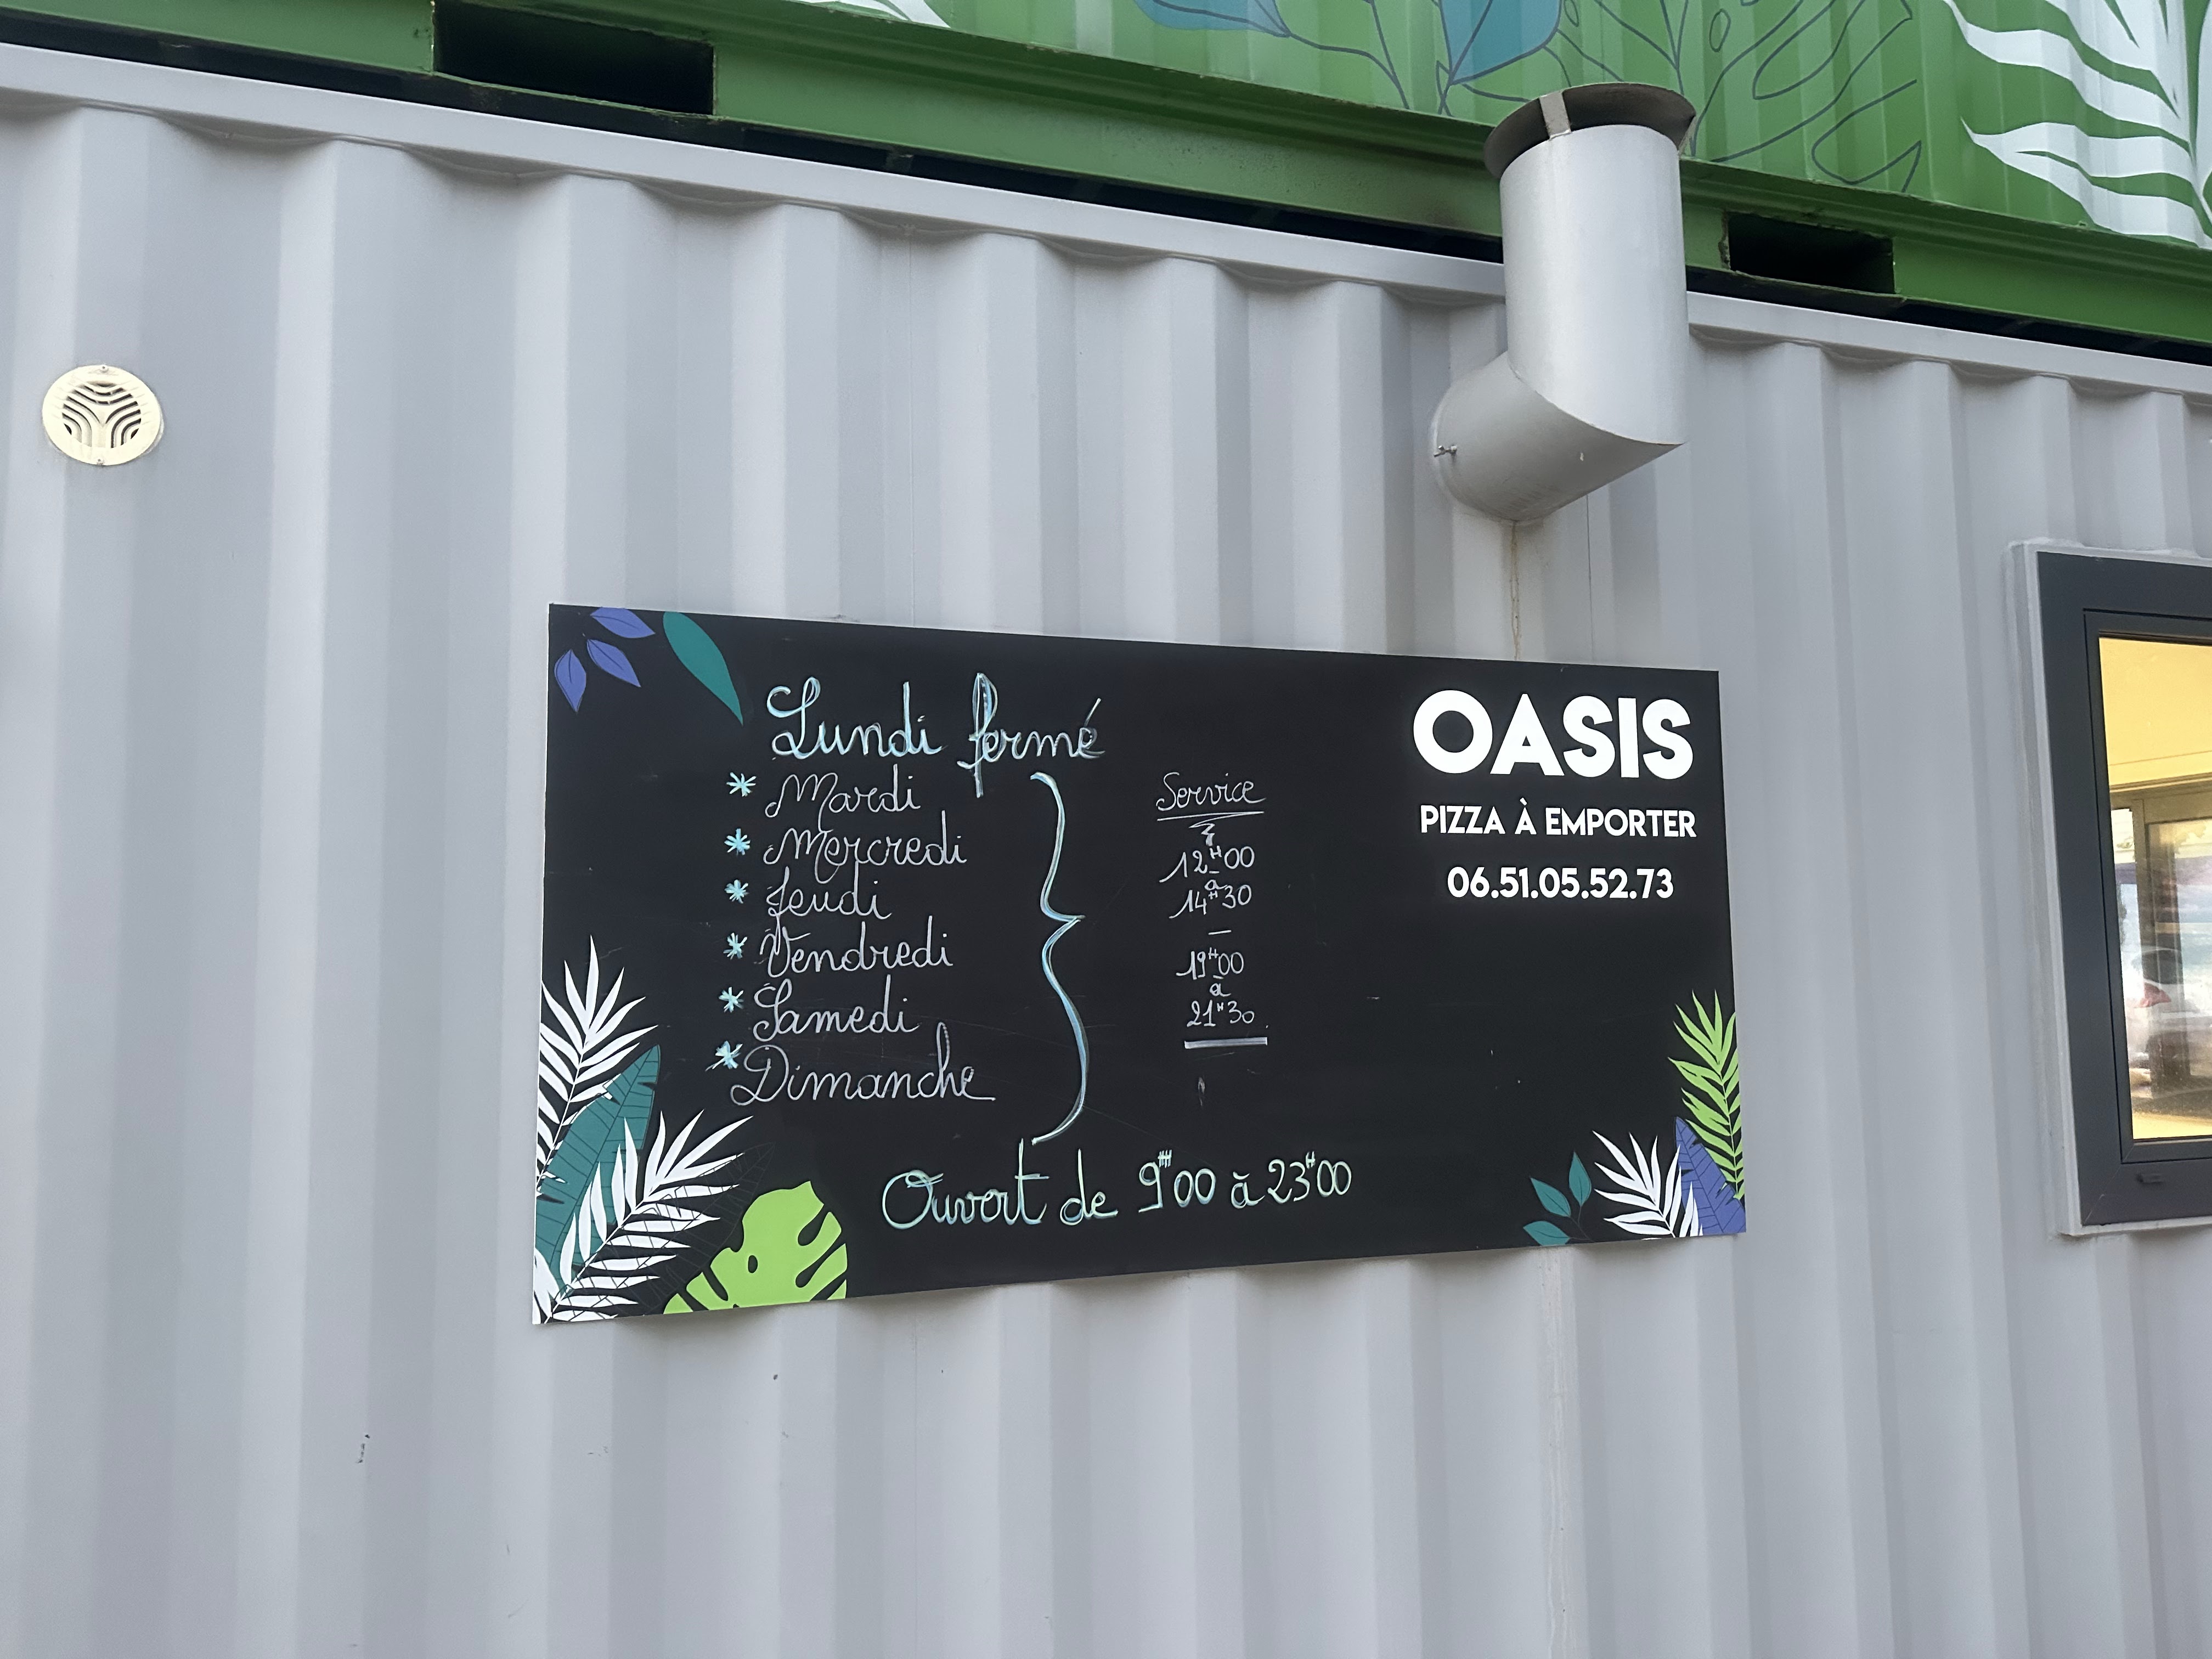 Lundi fermé
* Mardi
* Mercredi
* Jeudi
* Vendredi
* Samedi
* Dimanche
Service
12H00
à
14H30
—
19H00
à
21H30
Ouvert de 9H00 à 23H00
OASIS
PIZZA À EMPORTER
06.51.05.52.73